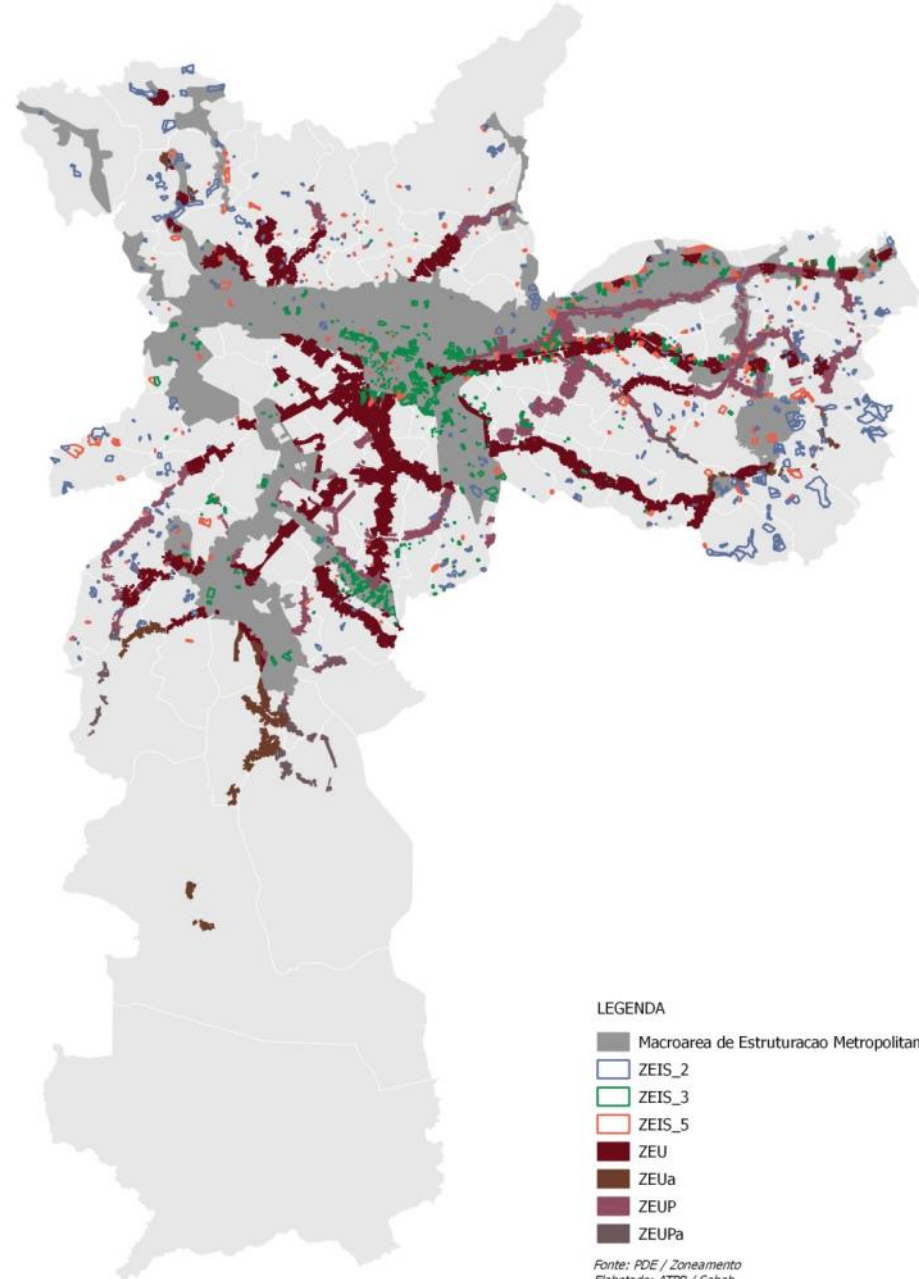 LEGENDA
Macroarea de Estruturacao Metropolitan
ZEIS_2
ZEIS_3
ZEIS_5
ZEU
ZEUa
ZEUP
ZEUPa
Fonte: PDE / Zoneamento